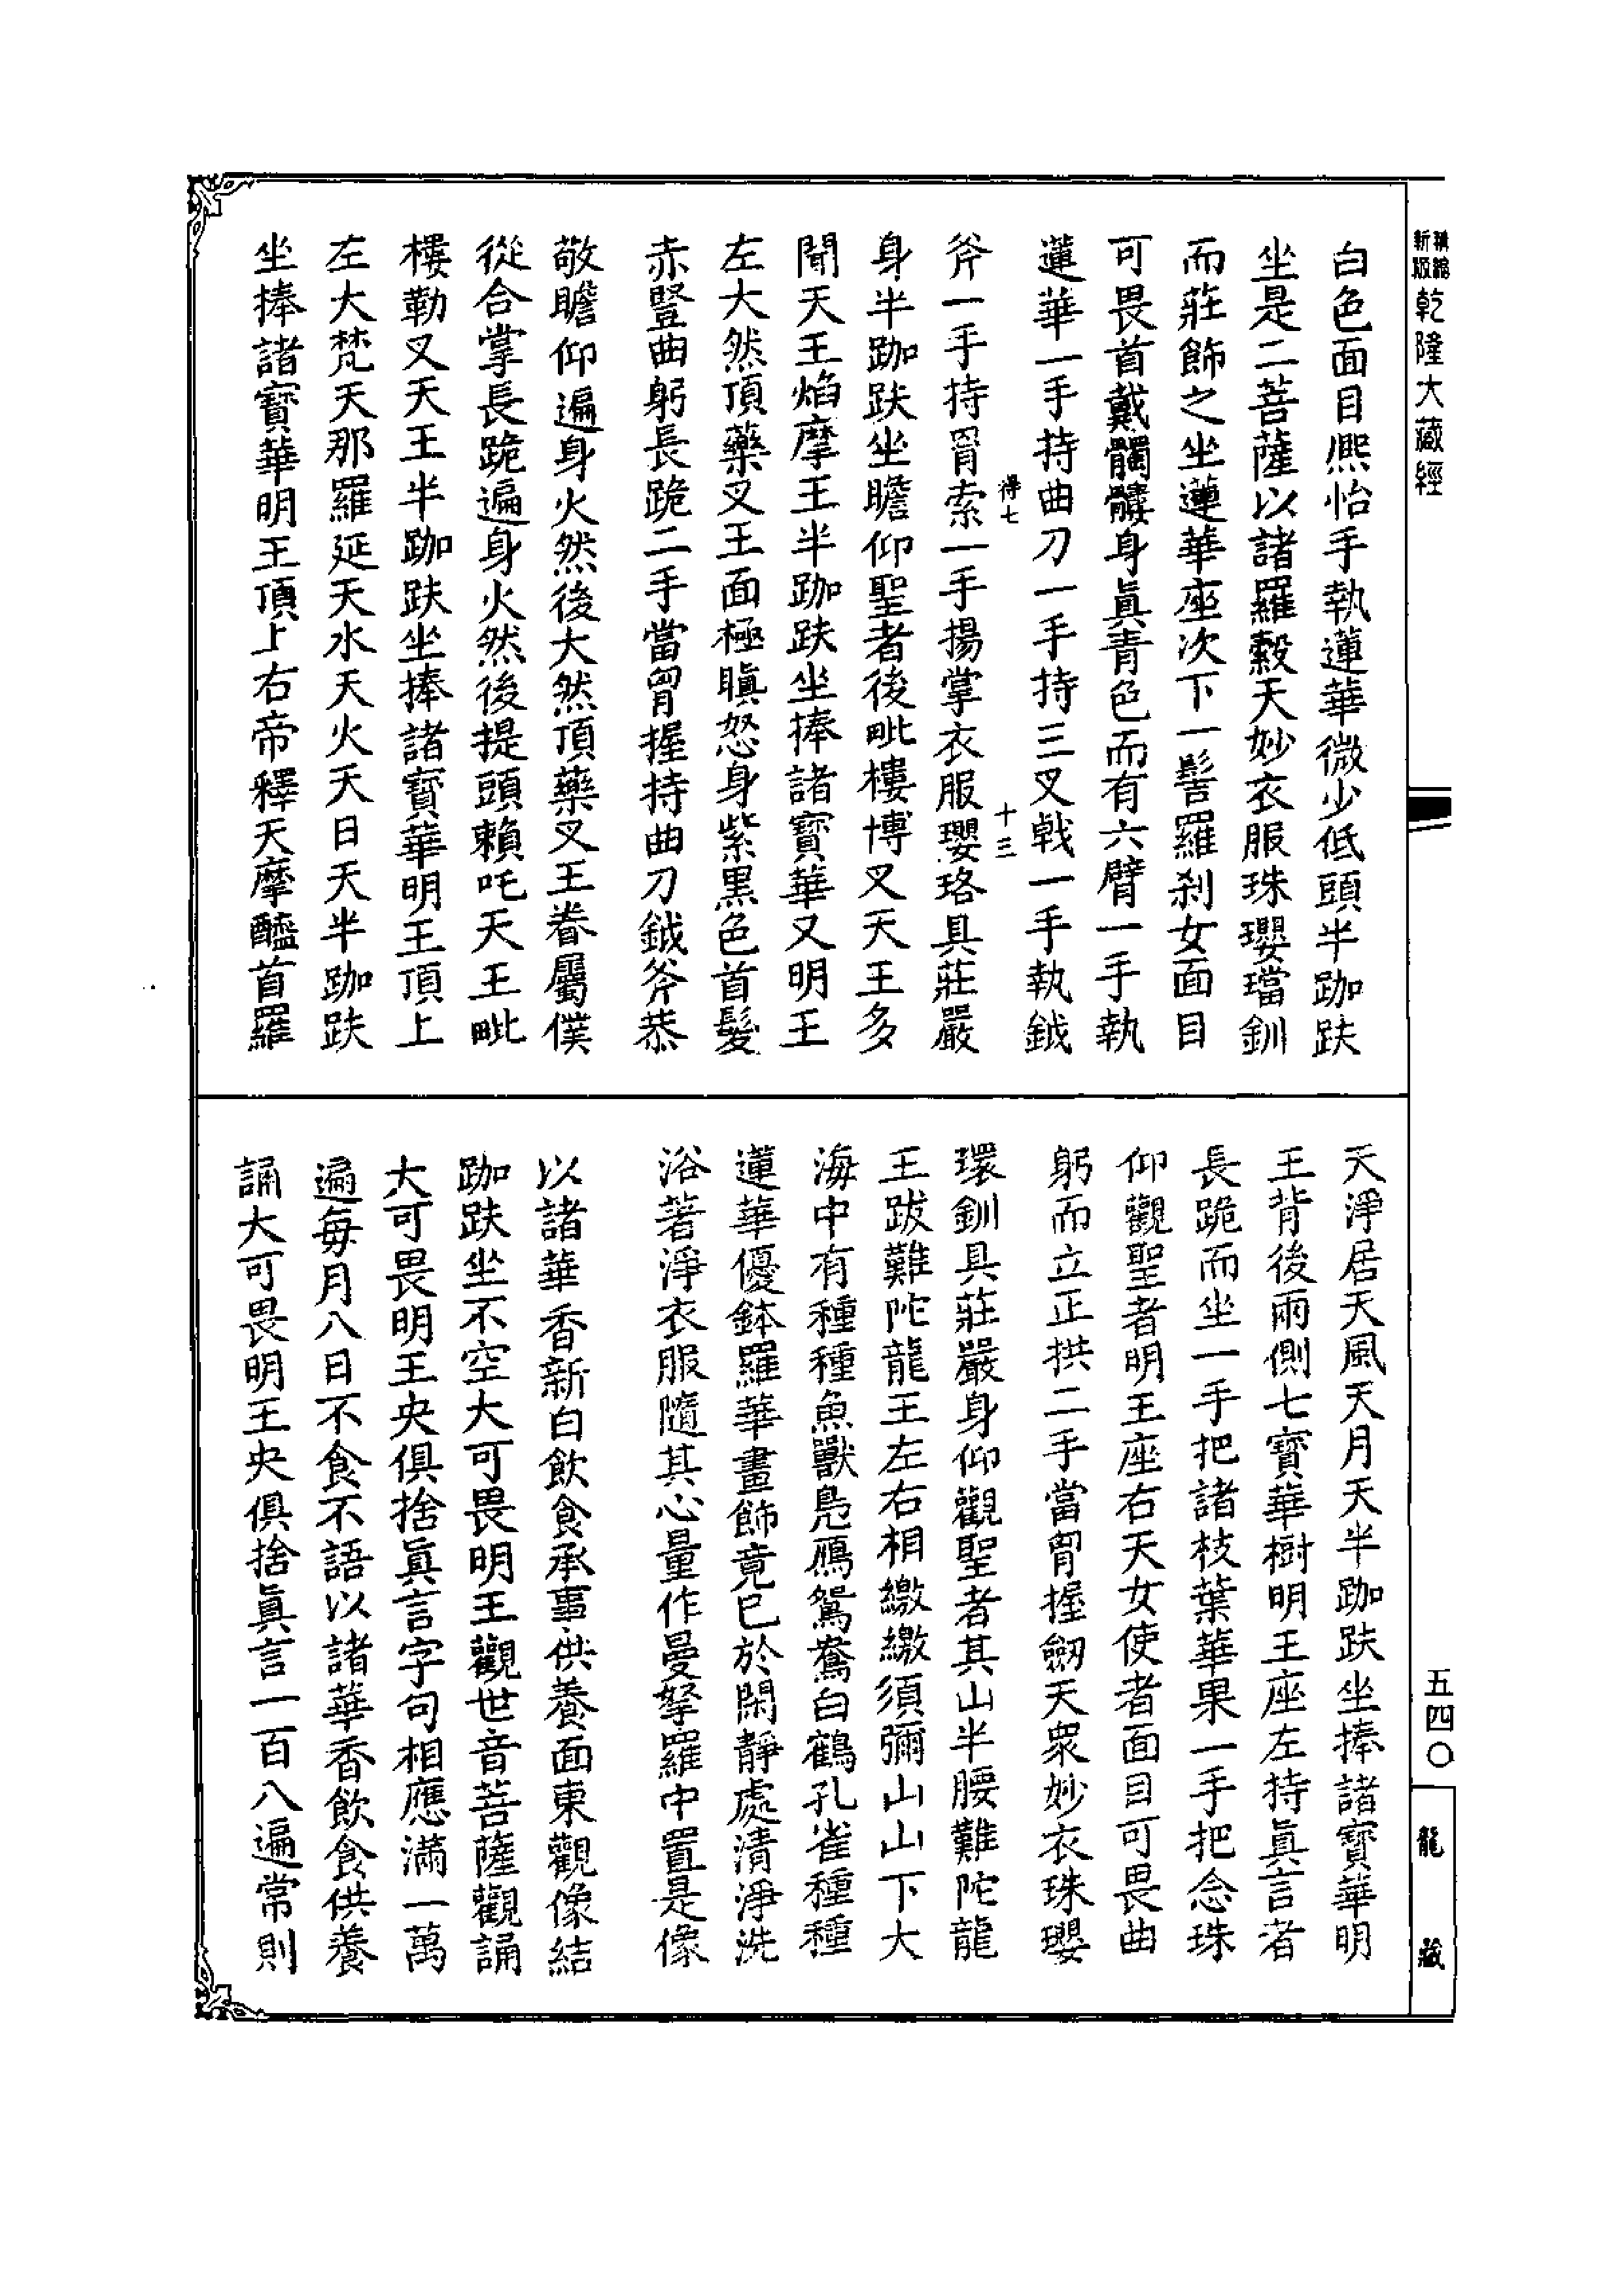 精縮新版乾隆大藏經
白色面目熈怡手執蓮華微少低頭半跏趺
坐是二菩薩以諸羅縠天妙衣服珠瓔璫釧
而莊飾之坐蓮華座次下一髻羅刹女面目
可畏首戴髑髏身眞青色而有六臂一手執
蓮華一手持曲刀一手持三叉戟一手執鉞
得七 十三
斧一手持罥索一手揚掌衣服瓔珞具莊嚴
身半跏趺坐瞻仰聖者後毗樓博叉天王多
聞天王焰摩王半跏趺坐捧諸寶華又明王
左大然頂藥叉王面極瞋怒身紫黑色首髮
赤豎曲躬長跪二手當胷握持曲刀鉞斧恭
敬瞻仰遍身火然後大然頂藥叉王眷屬僕
從合掌長跪遍身火然後提頭賴吒天王毗
樓勒叉天王半跏趺坐捧諸寶華明王頂上
左大梵天那羅延天水天火天日天半跏趺
坐捧諸寶華明王頂上右帝釋天摩醯首羅
天淨居天風天月天半跏趺坐捧諸寶華明
王背後兩側七寶華樹明王座左持眞言者
長跪而坐一手把諸枝葉華果一手把念珠
仰觀聖者明王座右天女使者面目可畏曲
躬而立正拱二手當胷握劒天衆妙衣珠瓔
環釧具莊嚴身仰觀聖者其山半腰難陀龍
王跋難陀龍王左右相繳繳須彌山山下大
海中有種種魚獸鳬鴈鴛鴦白鶴孔雀種種
蓮華優鉢羅華畫飾竟已於閑靜處清淨洗
浴著淨衣服隨其心量作曼拏羅中置是像
以諸華香新白飲食承事供養面東觀像結
跏趺坐不空大可畏明王觀世音菩薩觀誦
大可畏明王央俱捨眞言字句相應滿一萬
遍每月八日不食不語以諸華香飲食供養
誦大可畏明王央俱捨眞言一百八遍常則
五四〇
龍藏